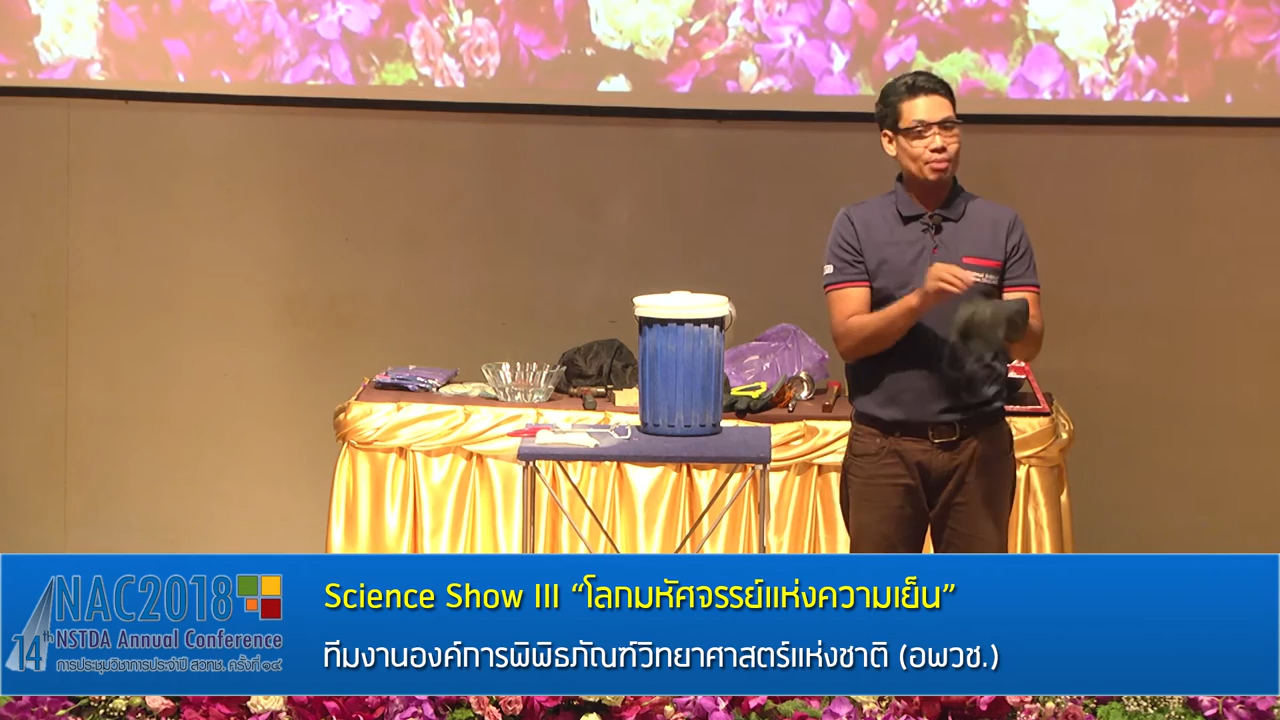 Science Show III “โลกมหัศจรรย์แห่งความเย็น”
ทีมงานองค์การพิพิธภัณฑ์วิทยาศาสตร์แห่งชาติ (อพวช.)
NAC2018
14th NSTDA Annual Conference
การประชุมวิชาการประจำปี สวทช. ครั้งที่ ๑๔